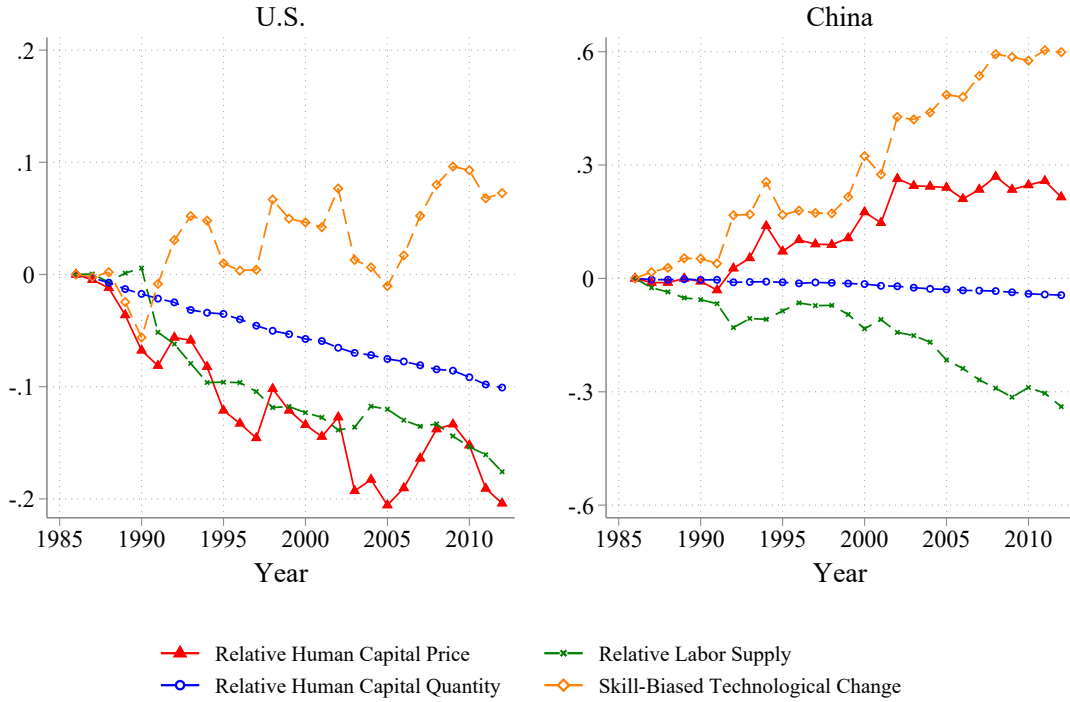 U.S.
.2
.1
0
-.1
-.2
1985 1990 1995 2000 2005 2010
Year
China
.6
.3
0
-.3
-.6
1985 1990 1995 2000 2005 2010
Year
Relative Human Capital Price
Relative Labor Supply
Relative Human Capital Quantity
Skill-Biased Technological Change